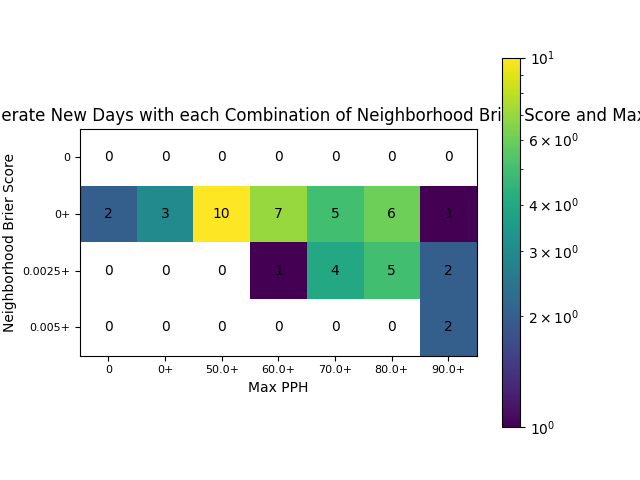 erate New Days with each Combination of Neighborhood Brier Score and Max
Neighborhood Brier Score
0 0 0 0 0 0 0 0
0+ 2 3 10 7 5 6 1
0.0025+ 0 0 0 1 4 5 2
0.005+ 0 0 0 0 0 0 2
0 0+ 50.0+ 60.0+ 70.0+ 80.0+ 90.0+
Max PPH
10¹
6×10⁰
4×10⁰
3×10⁰
2×10⁰
10⁰